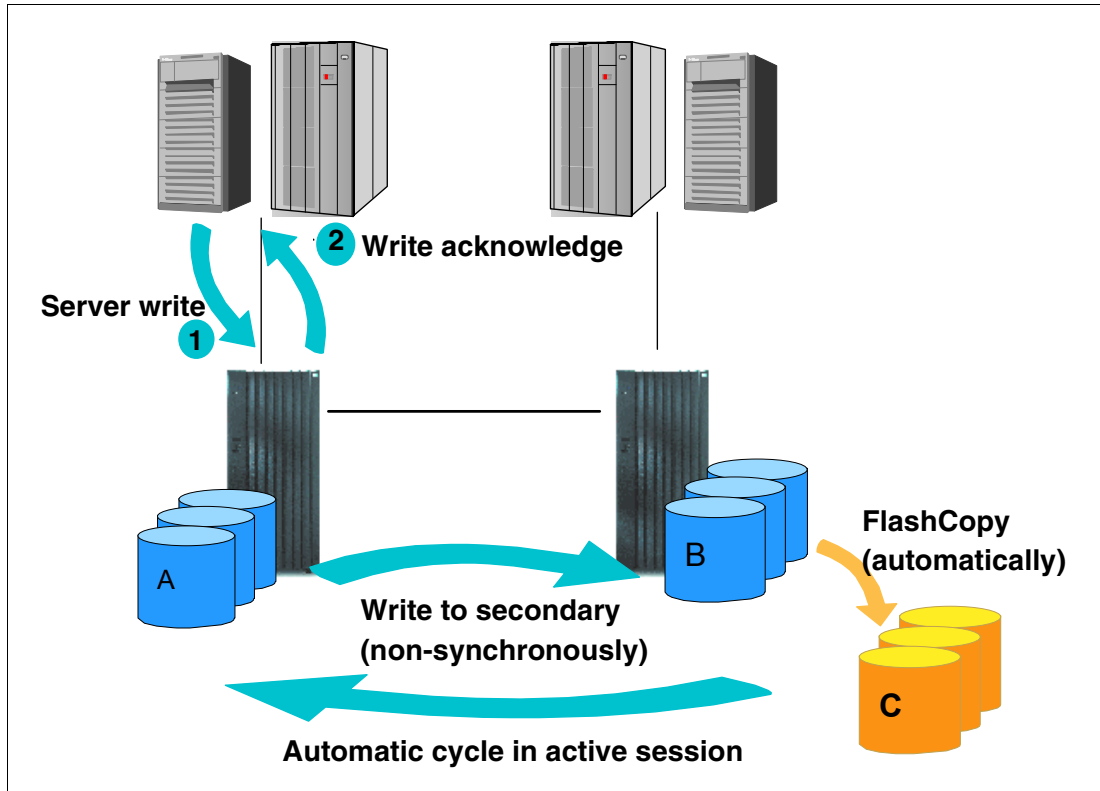 2 Write acknowledge
Server write
1
FlashCopy
(automatically)
A
B
Write to secondary
(non-synchronously)
C
Automatic cycle in active session